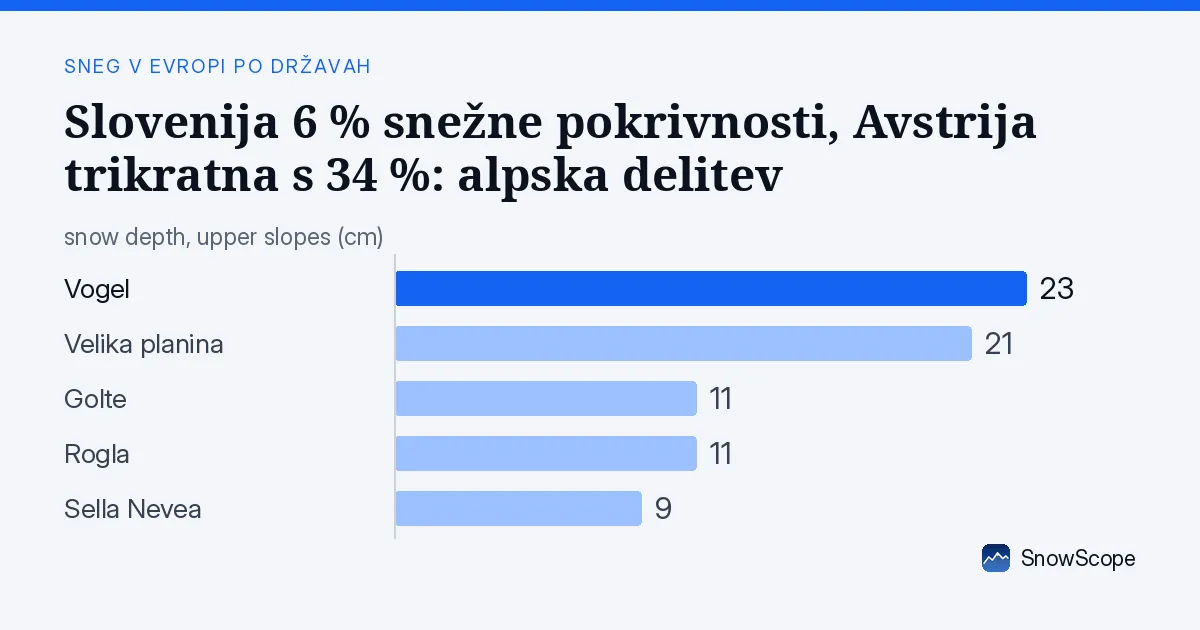 SNEG V EVROPI PO DRŽAVAH
Slovenija 6 % snežne pokrivnosti, Avstrija
trikratna s 34 %: alpska delitev
snow depth, upper slopes (cm)
Vogel 23
Velika planina 21
Golte 11
Rogla 11
Sella Nevea 9
SnowScope